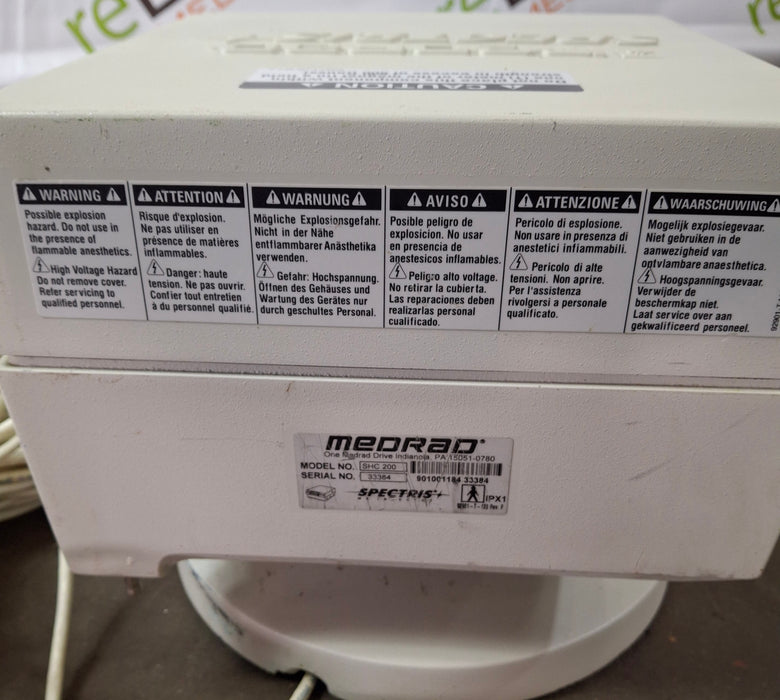 CAUTION
WARNING
Possible explosion
hazard. Do not use in
the presence of
flammable anesthetics.
High Voltage Hazard
Do not remove cover.
Refer servicing to
qualified personnel.
ATTENTION
Risque d'explosion.
Ne pas utiliser en
présence de matières
inflammables.
Danger: haute
tension. Ne pas ouvrir.
Confier tout entretien
à du personnel qualifié.
WARNUNG
Mögliche Explosionsgefahr.
Nicht in der Nähe
entflammbarer Anästhetika
verwenden.
Gefahr: Hochspannung.
Öffnen des Gehäuses und
Wartung des Gerätes nur
durch geschultes Personal.
AVISO
Posible peligro de
explosicion. No usar
en presencia de
anestesicos inflamables.
Peligro alto voltage.
No retirar la cubierta.
Las reparaciones deben
realizarlas personal
cualificado.
ATTENZIONE
Pericolo di esplosione.
Non usare in presenza di
anestetici infiammabili.
Pericolo di alte
tensioni. Non aprire.
Per l'assistenza
rivolgersi a personale
qualificato.
WAARSCHUWING
Mogelijk explosiegevaar.
Niet gebruiken in de
aanwezigheid van
ontvlambare anaesthetica.
Hoogspanningsgevaar.
Verwijder de
beschermkap niet.
Laat service over aan
gekwalificeerd personeel.
MEDRAD
One Medrad Drive Indianola, PA 15051-0780
MODEL NO. SHC 200
SERIAL NO. 33384
901001184 33384
SPECTRIS
IPX1